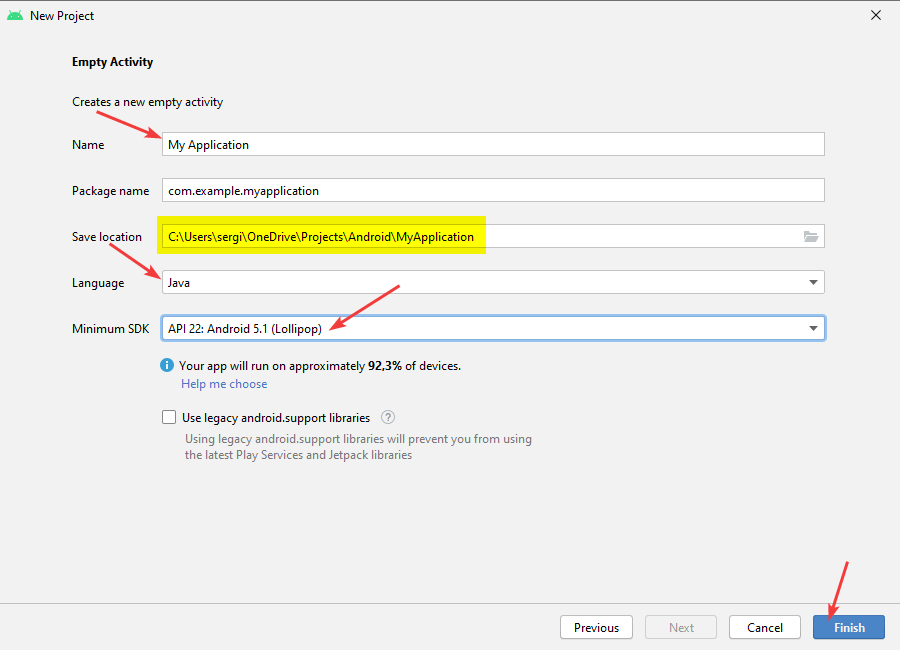 New Project
Empty Activity
Creates a new empty activity
Name My Application
Package name com.example.myapplication
Save location C:\Users\sergi\OneDrive\Projects\Android\MyApplication
Language Java
Minimum SDK API 22: Android 5.1 (Lollipop)
i Your app will run on approximately 92,3% of devices.
Help me choose
Use legacy android.support libraries ?
Using legacy android.support libraries will prevent you from using
the latest Play Services and Jetpack libraries
Previous Next Cancel Finish